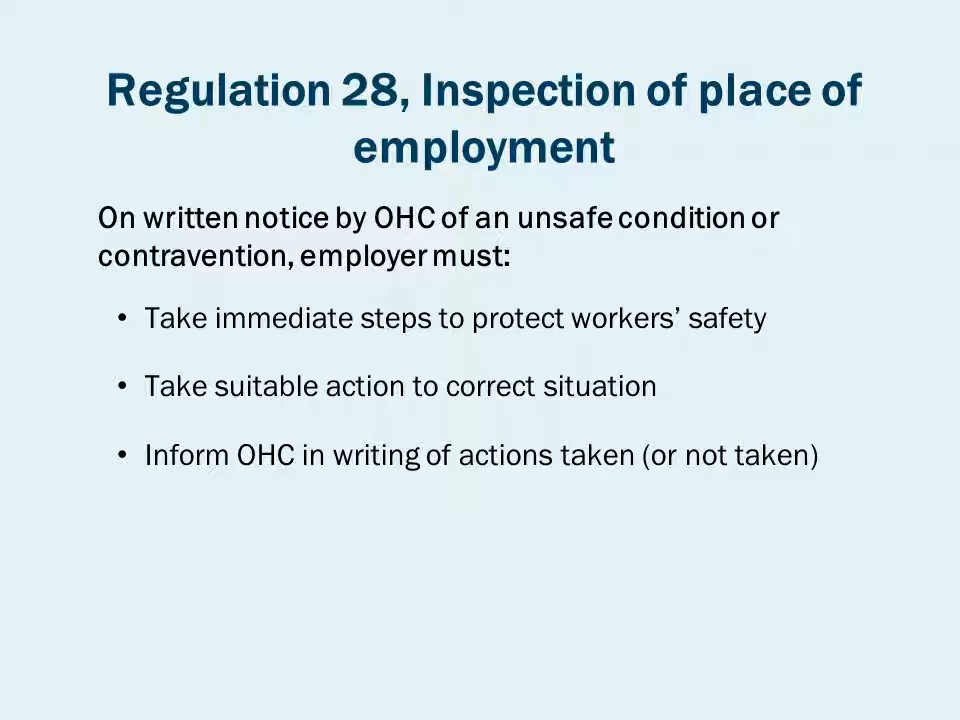 Regulation 28, Inspection of place of
employment
On written notice by OHC of an unsafe condition or
contravention, employer must:
• Take immediate steps to protect workers’ safety
• Take suitable action to correct situation
• Inform OHC in writing of actions taken (or not taken)